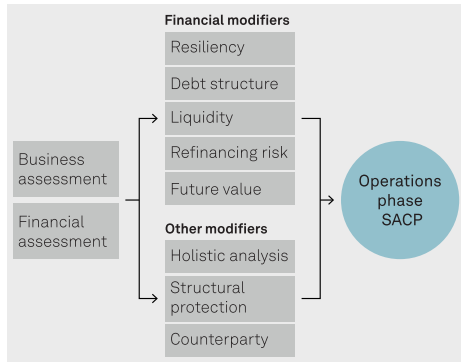 Financial modifiers
Resiliency
Debt structure
Liquidity
Refinancing risk
Future value
Business
assessment
Financial
assessment
Other modifiers
Holistic analysis
Structural
protection
Counterparty
Operations
phase
SACP